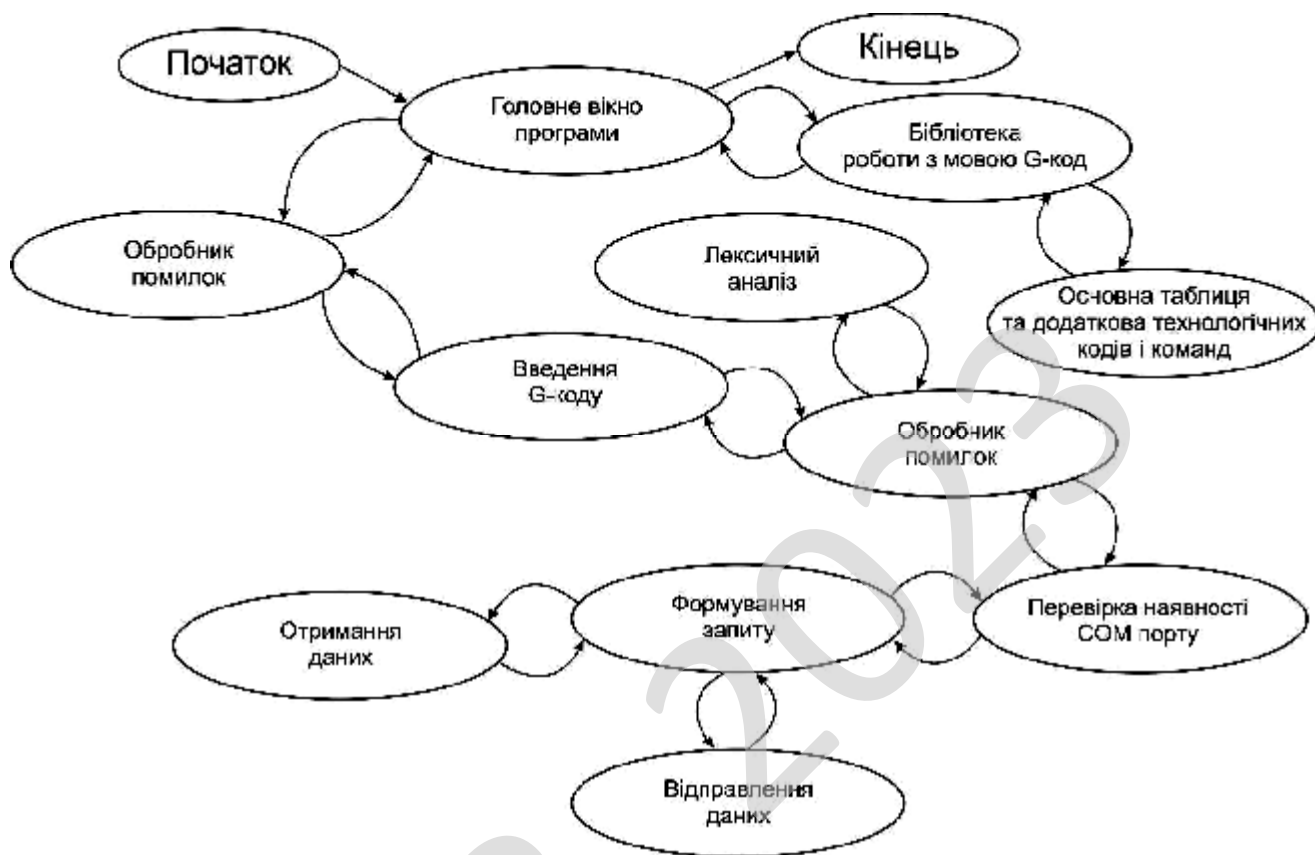 Початок
Кінець
Головне вікно
програми
Бібліотека
роботи з мовою G-код
Обробник
помилок
Лексичний
аналіз
Основна таблиця
та додаткова технологічних
кодів і команд
Введення
G-коду
Обробник
помилок
Формування
запиту
Перевірка наявності
COM порту
Отримання
даних
Відправлення
даних
2023